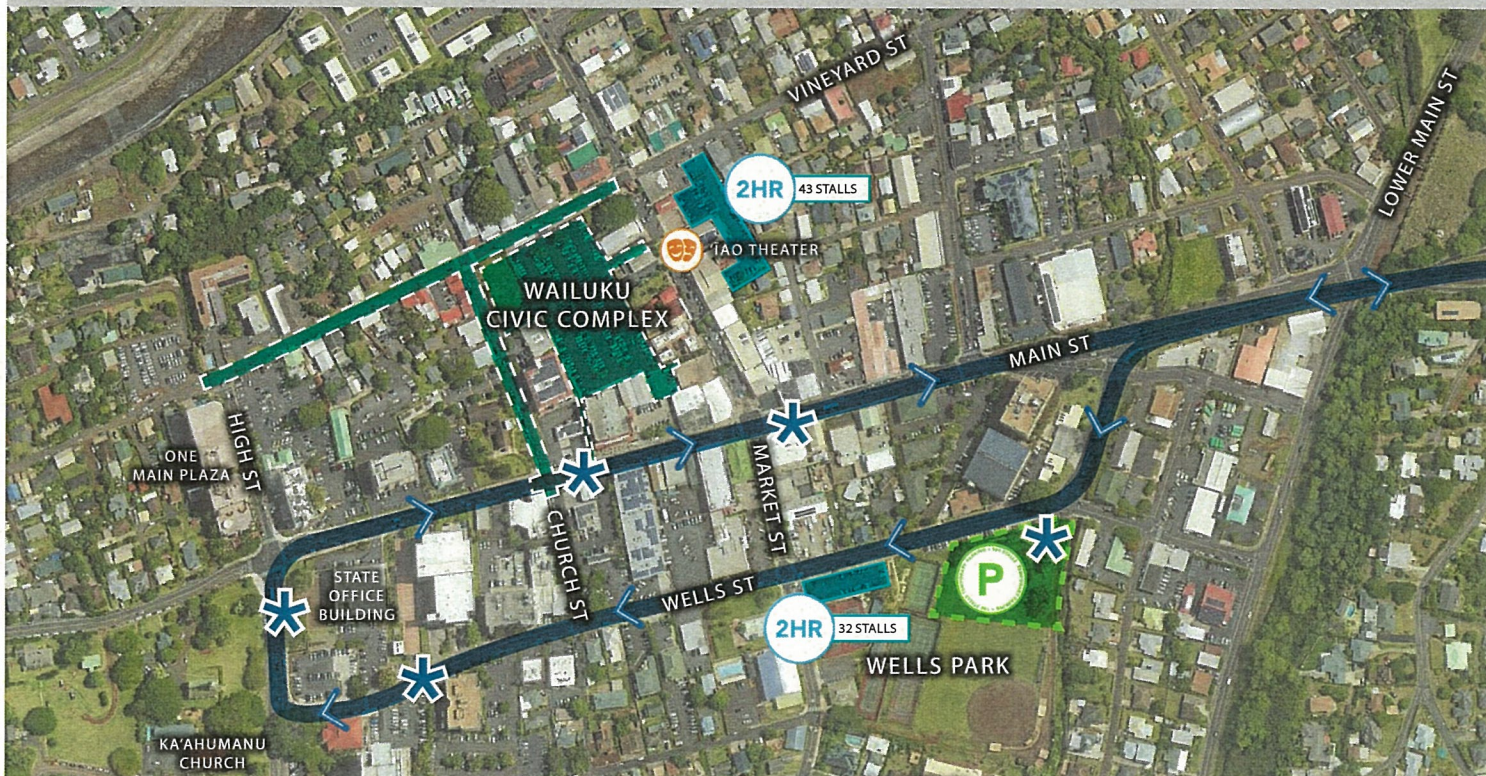 VINEYARD ST
LOWER MAIN ST
2HR
43 STALLS
ĪAO THEATER
WAILUKU
CIVIC COMPLEX
MAIN ST
HIGH ST
ONE
MAIN PLAZA
MARKET ST
CHURCH ST
P
STATE
OFFICE
BUILDING
WELLS ST
2HR
32 STALLS
WELLS PARK
KA'AHUMANU
CHURCH